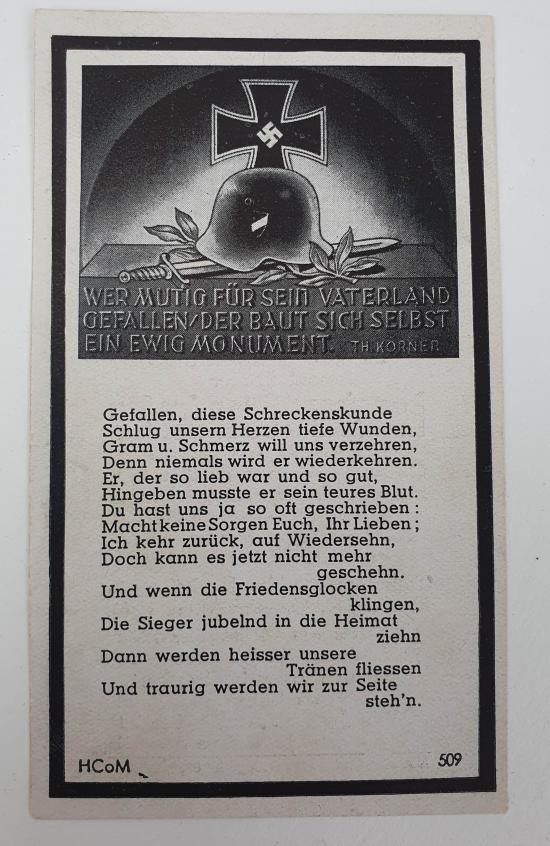 WER MUTIG FÜR SEIN VATERLAND
GEFALLEN/DER BAUT SICH SELBST
EIN EWIG MONUMENT. TH. KÖRNER
Gefallen, diese Schreckenskunde
Schlug unsern Herzen tiefe Wunden,
Gram u. Schmerz will uns verzehren,
Denn niemals wird er wiederkehren.
Er, der so lieb war und so gut,
Hingeben musste er sein teures Blut.
Du hast uns ja so oft geschrieben :
Macht keine Sorgen Euch, Ihr Lieben ;
Ich kehr zurück, auf Wiedersehn,
Doch kann es jetzt nicht mehr
geschehn.
Und wenn die Friedensglocken
klingen,
Die Sieger jubelnd in die Heimat
ziehn
Dann werden heisser unsere
Tränen fliessen
Und traurig werden wir zur Seite
steh'n.
HCoM 509